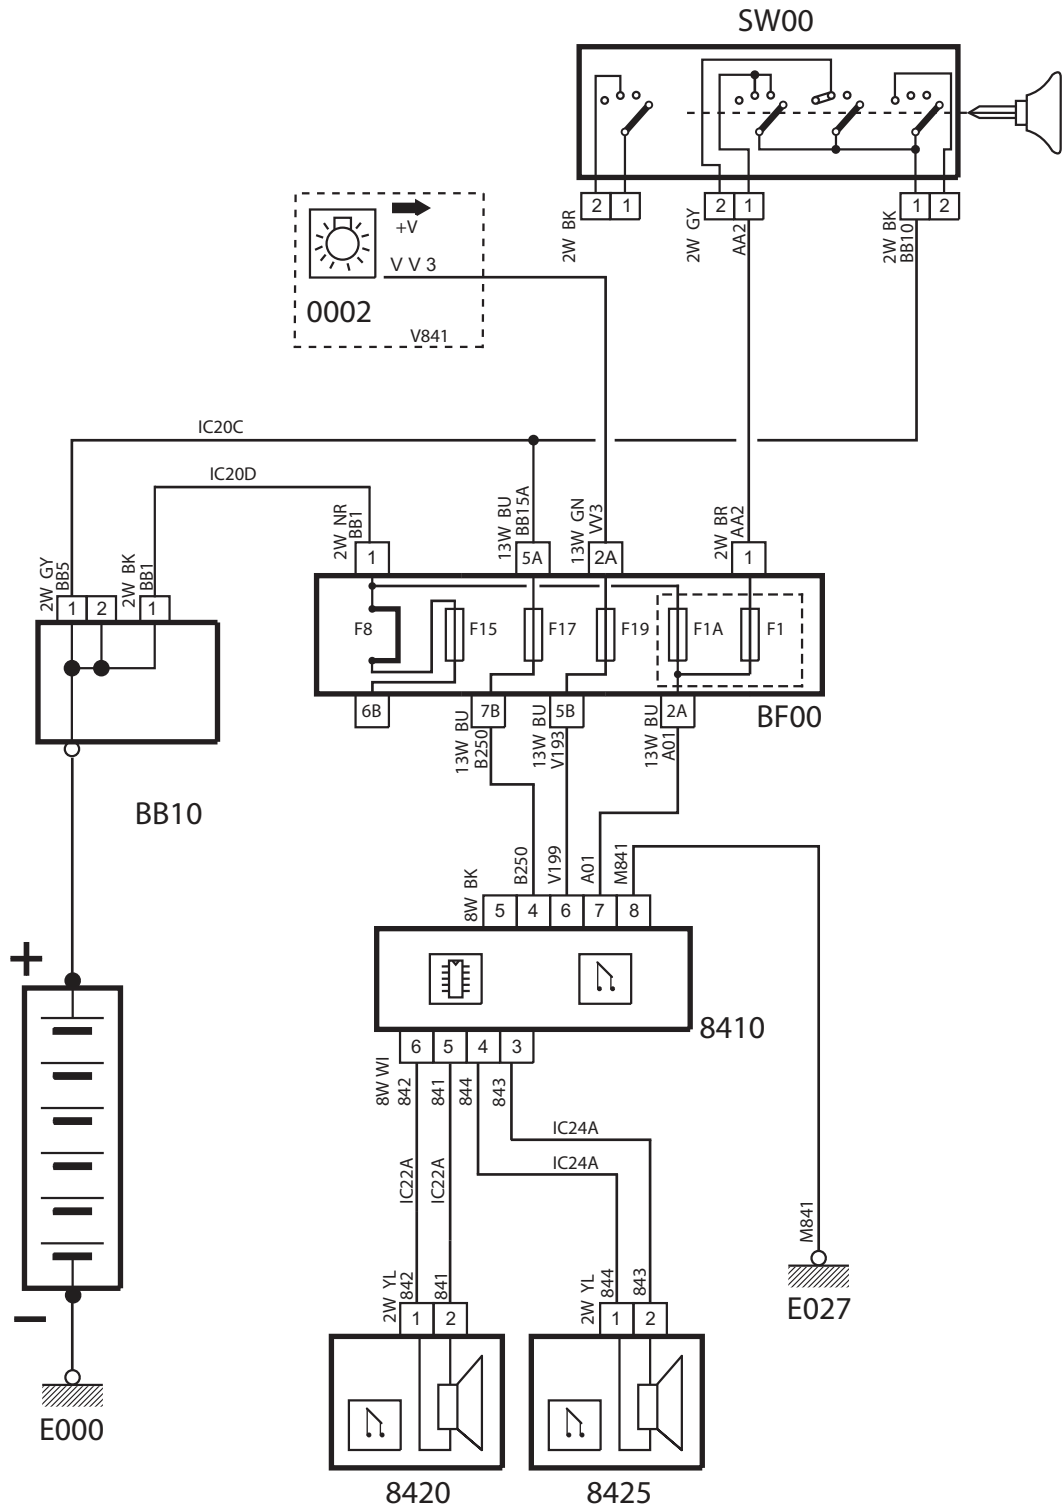 SW00
2 1
2 1
1 2
2W BR
2W GY
AA2
2W BK
BB10
+V
V V 3
0002
V841
IC20C
IC20D
2W NR
BB1
13W BU
BB15A
13W GN
VV3
2W BR
AA2
1
5A
2A
1
2W GY
BB5
2W BK
BB1
1 2
1
F8
F15
F17
F19
F1A
F1
6B
7B
5B
2A
BF00
13W BU
B250
13W BU
V193
13W BU
A01
BB10
8W BK
B250
V199
A01
M841
5 4 6 7 8
+
8410
6 5 4 3
8W WI
842
841
844
843
IC24A
IC24A
IC22A
IC22A
M841
E027
2W YL
842
841
2W YL
844
843
1 2
1 2
–
E000
8420
8425